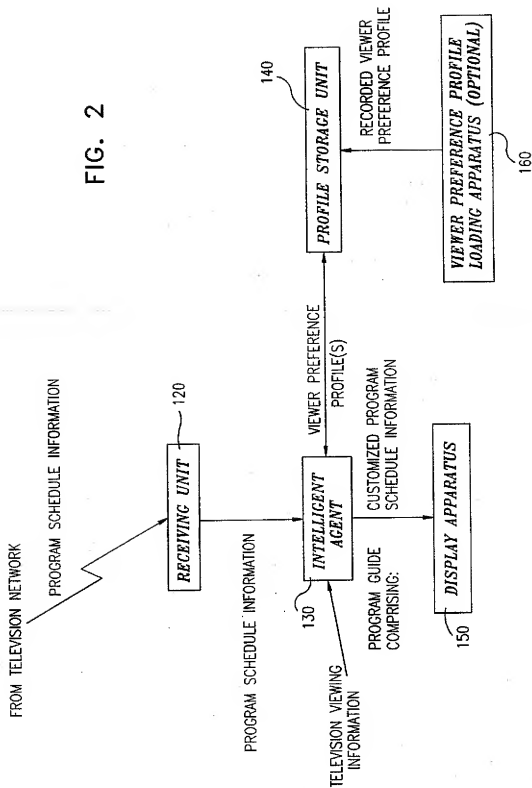 FIG. 2
FROM TELEVISION NETWORK
PROGRAM SCHEDULE INFORMATION
120
RECEIVING UNIT
PROGRAM SCHEDULE INFORMATION
TELEVISION VIEWING
INFORMATION
130
INTELLIGENT
AGENT
VIEWER PREFERENCE
PROFILE(S)
140
PROFILE STORAGE UNIT
RECORDED VIEWER
PREFERENCE PROFILE
VIEWER PREFERENCE PROFILE
LOADING APPARATUS (OPTIONAL)
160
PROGRAM GUIDE
COMPRISING:
CUSTOMIZED PROGRAM
SCHEDULE INFORMATION
DISPLAY APPARATUS
150